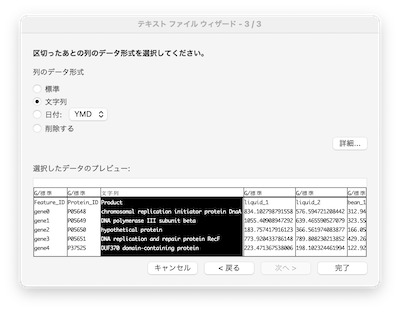 テキスト ファイル ウィザード - 3 / 3
区切ったあとの列のデータ形式を選択してください。
列のデータ形式
標準
文字列
日付: YMD
削除する
詳細...
選択したデータのプレビュー:
G/標準 G/標準 文字列 G/標準 G/標準 G/標準
Feature_ID Protein_ID Product liquid_1 liquid_2 bean_1
gene0 P05648 chromosomal replication initiator protein DnaA 834.102798791558 576.594721208442 312.94
gene1 P05649 DNA polymerase III subunit beta 1055.40908947292 639.465590527079 323.55
gene2 P05650 hypothetical protein 183.757417916123 366.561974083877 166.05
gene3 P05651 DNA replication and repair protein RecF 773.920433786148 789.808230213852 429.26
gene4 P37525 DUF370 domain-containing protein 223.471367538006 198.102324461994 122.92
キャンセル < 戻る 次へ > 完了